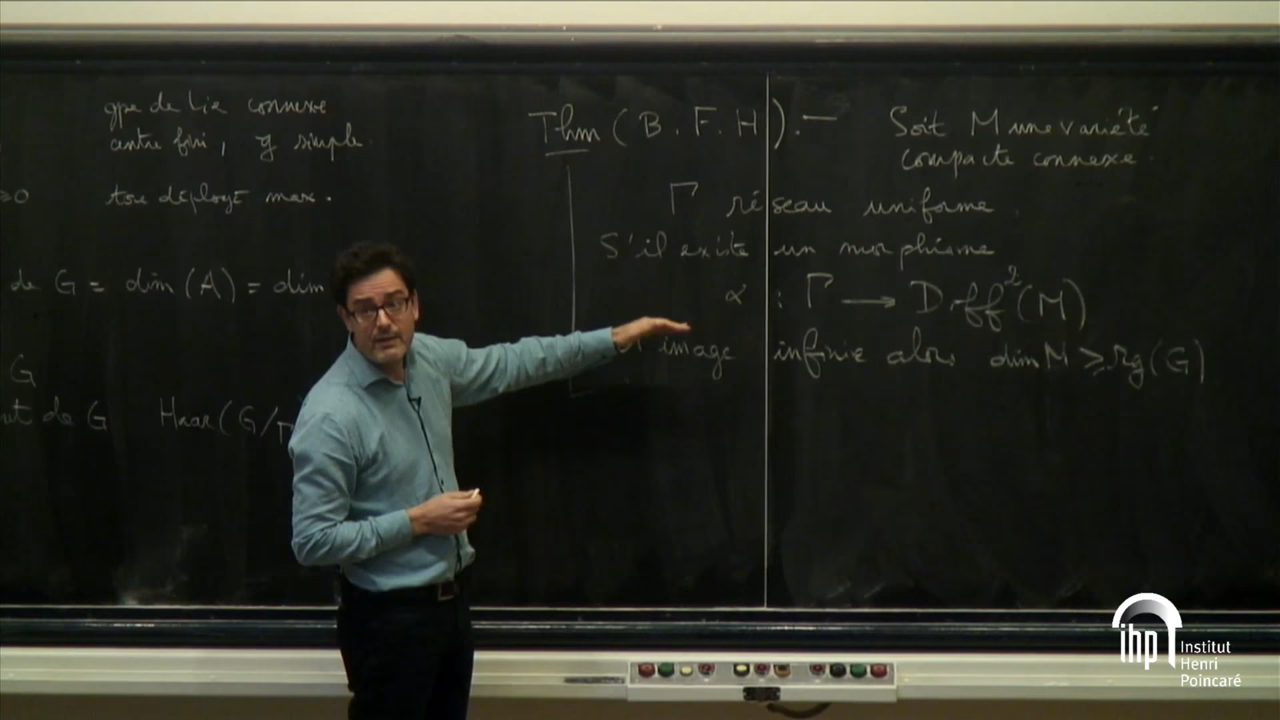 gpe de Lie connexe
centre fini, 𝔤 simple.
≥0 tore déployé max.
de G = dim (A) = dim
G
de G Haar(G/Γ
Thm (B.F.H).— Soit M une variété
compacte connexe.
Γ réseau uniforme.
S'il existe un morphisme
α : Γ → Diff²(M)
image infinie alors dim M ≥ rg(G)
ihp Institut
Henri
Poincaré